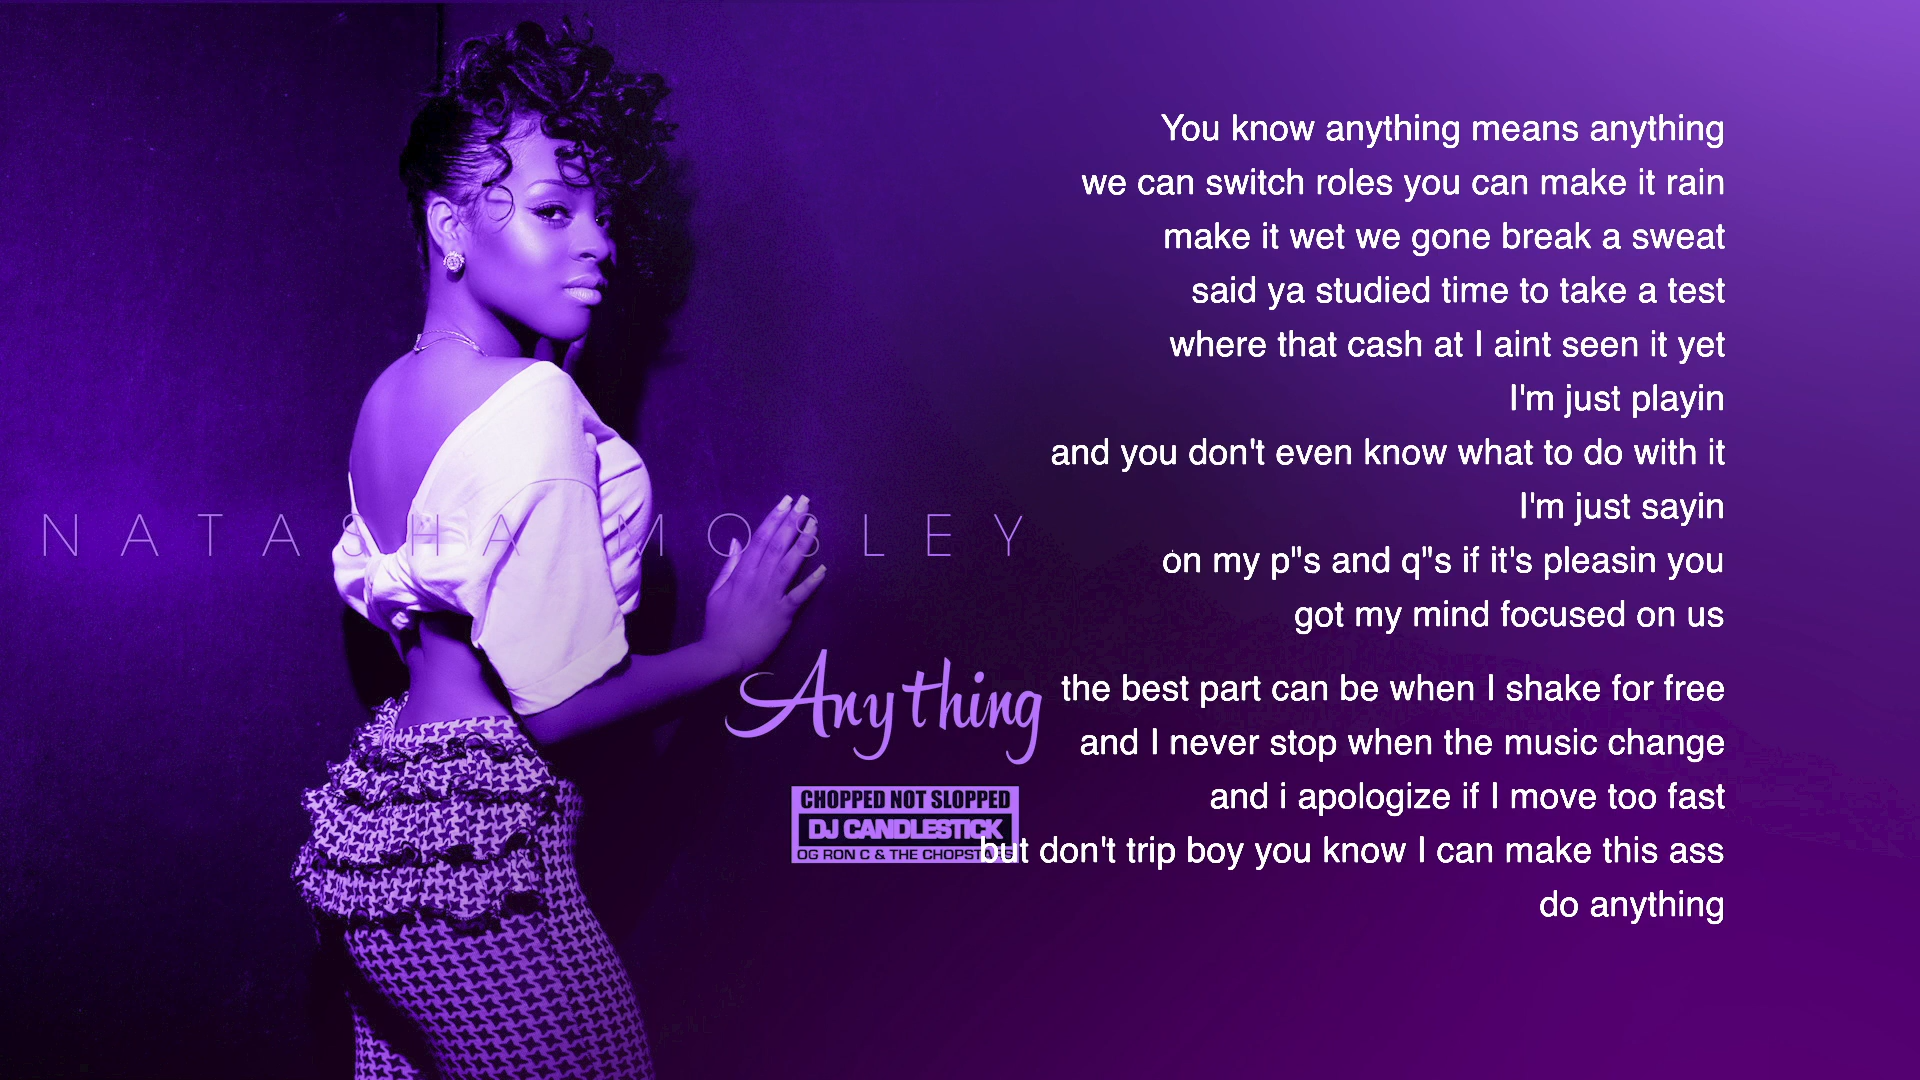 NATASHA MOSLEY
Anything
CHOPPED NOT SLOPPED
DJ CANDLESTICK
OG RON C & THE
You know anything means anything
we can switch roles you can make it rain
make it wet we gone break a sweat
said ya studied time to take a test
where that cash at I aint seen it yet
I'm just playin
and you don't even know what to do with it
I'm just sayin
on my p"s and q"s if it's pleasin you
got my mind focused on us
the best part can be when I shake for free
and I never stop when the music change
and i apologize if I move too fast
but don't trip boy you know I can make this ass
do anything